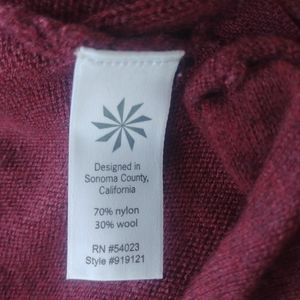 Designed in
Sonoma County,
California
70% nylon
30% wool
RN #54023
Style #919121